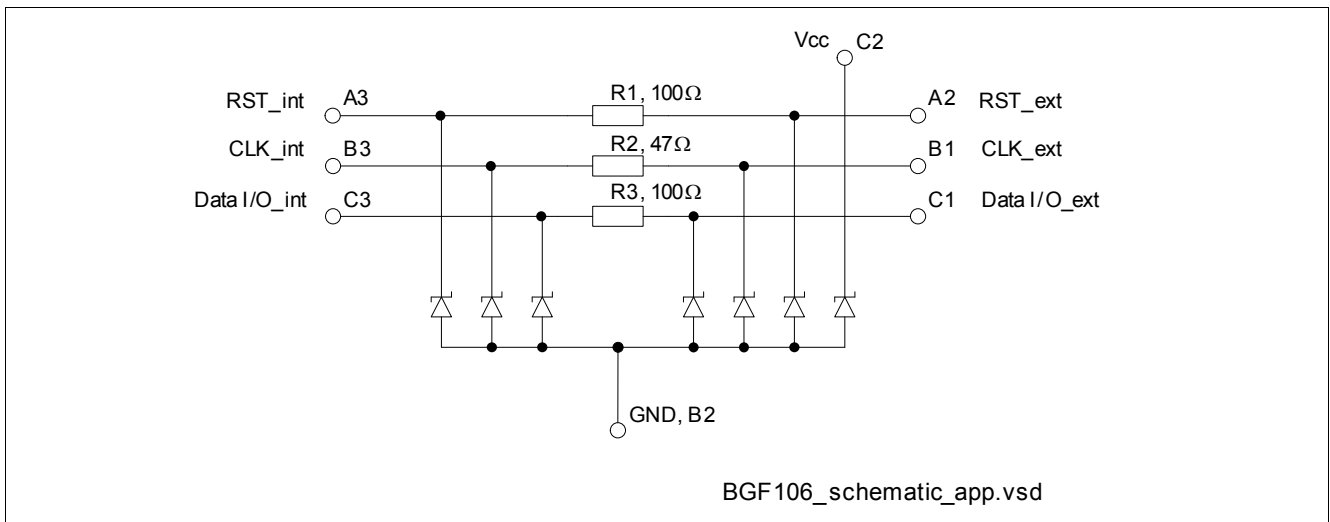 Vcc C2
RST_int A3 R1, 100Ω A2 RST_ext
CLK_int B3 R2, 47Ω B1 CLK_ext
Data I/O_int C3 R3, 100Ω C1 Data I/O_ext
GND, B2
BGF106_schematic_app.vsd